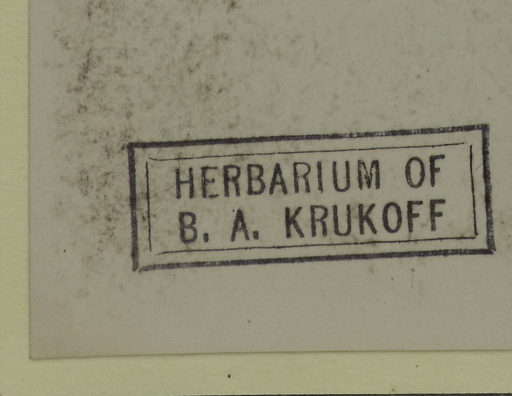 HERBARIUM OF
B. A. KRUKOFF